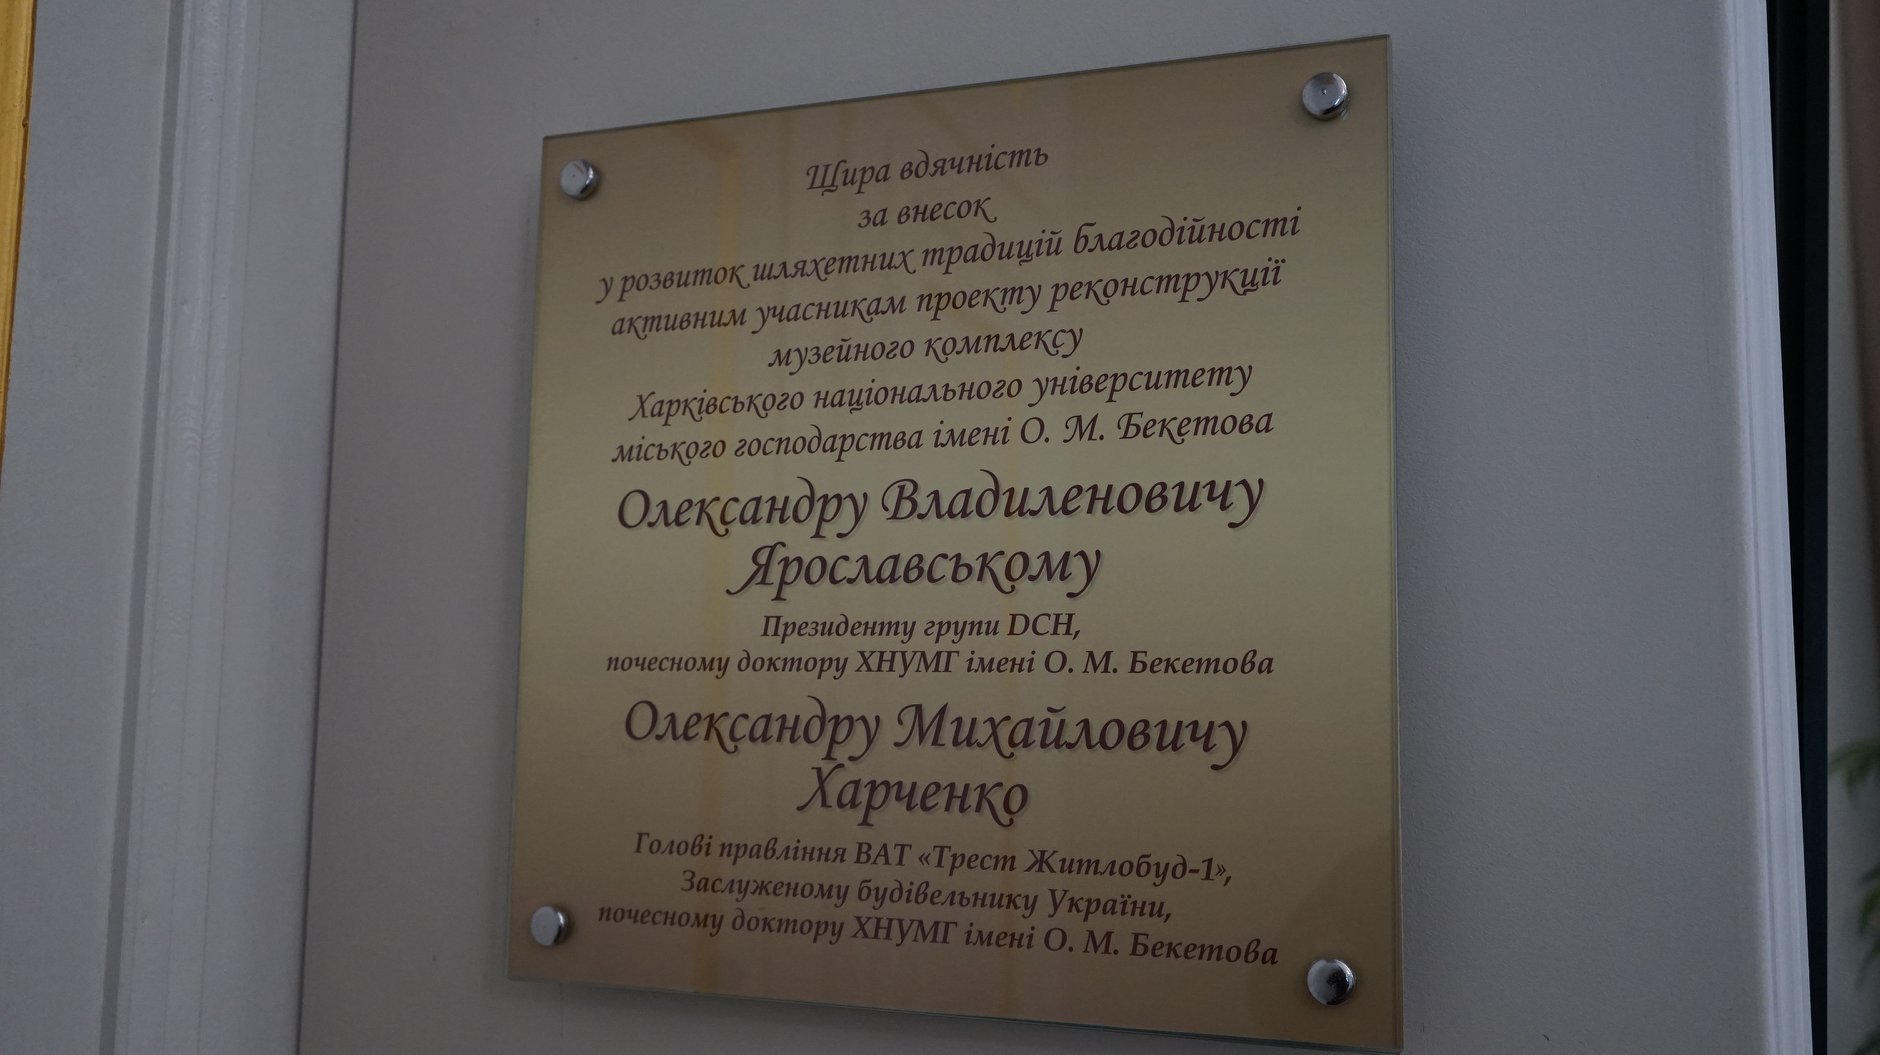 Щира вдячність
за внесок
у розвиток шляхетних традицій благодійності
активним учасникам проекту реконструкції
музейного комплексу
Харківського національного університету
міського господарства імені О. М. Бекетова
Олександру Владиленовичу
Ярославському
Президенту групи DCH,
почесному доктору ХНУМГ імені О. М. Бекетова
Олександру Михайловичу
Харченко
Голові правління ВАТ «Трест Житлобуд-1»,
Заслуженому будівельнику України,
почесному доктору ХНУМГ імені О. М. Бекетова